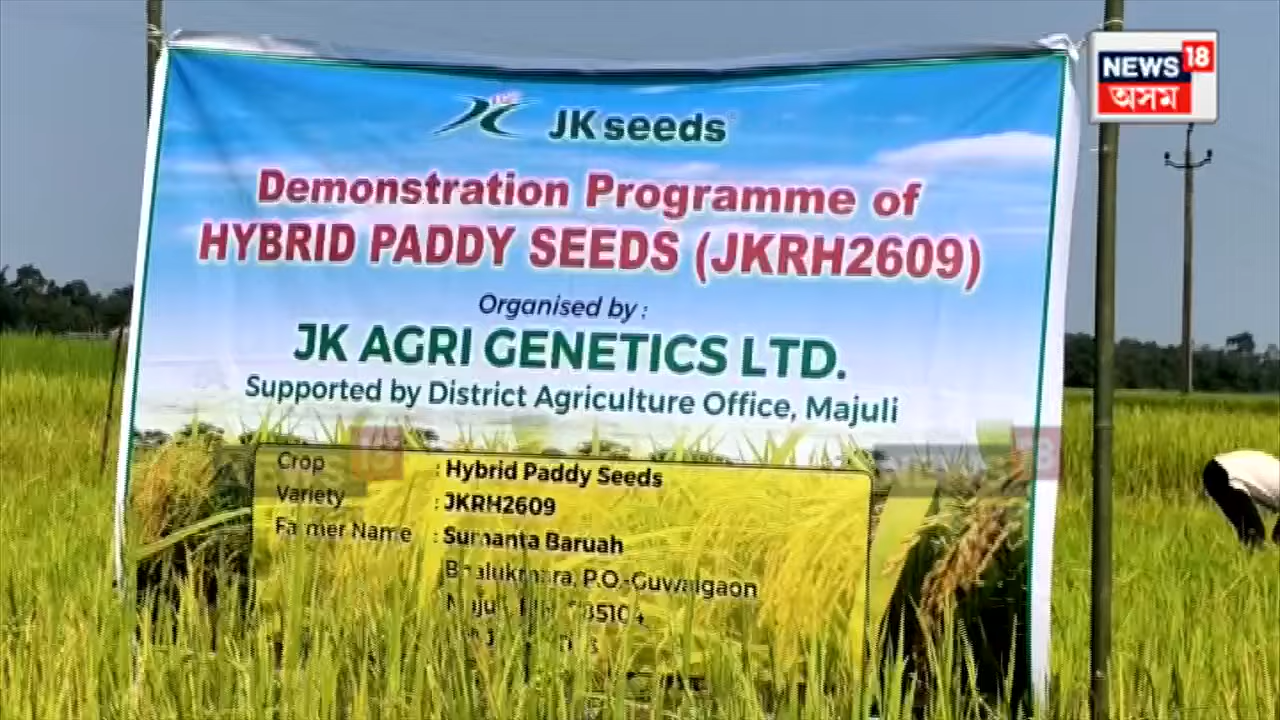 NEWS 18
অসম
JK seeds
Demonstration Programme of
HYBRID PADDY SEEDS (JKRH2609)
Organised by :
JK AGRI GENETICS LTD.
Supported by District Agriculture Office, Majuli
Crop : Hybrid Paddy Seeds
Variety : JKRH2609
Farmer Name : Sumanta Baruah